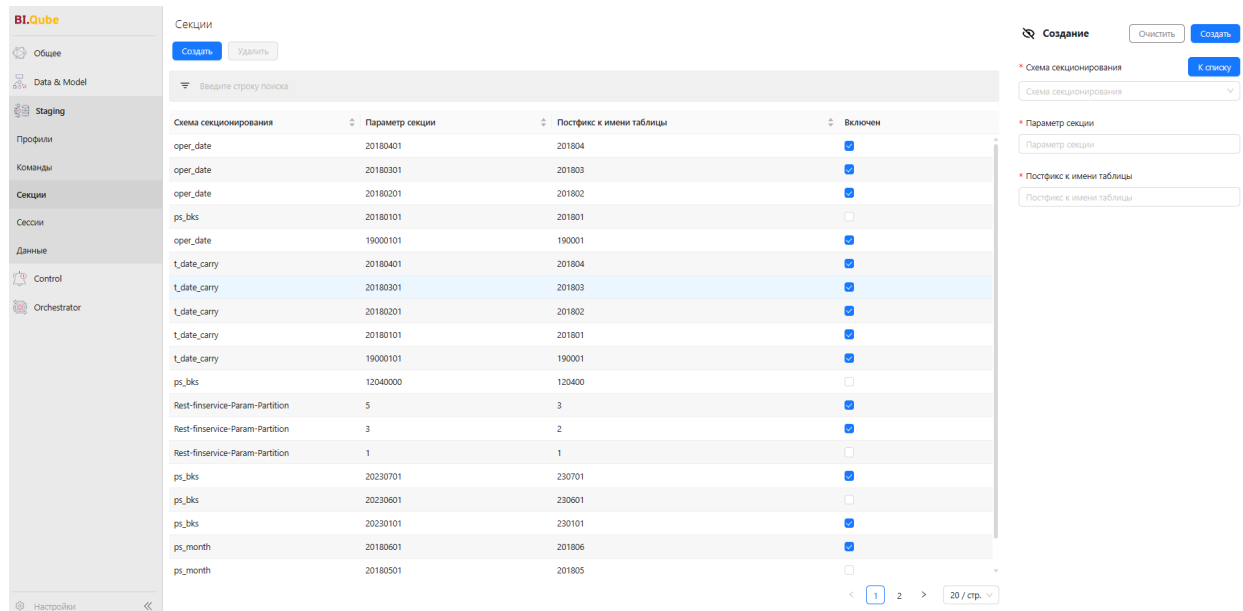 BI.Qube
Общее
Data & Model
Staging
Профили
Команды
Секции
Сессии
Данные
Control
Orchestrator
Настройки
Секции
Создать Удалить
Введите строку поиска
Схема секционирования Параметр секции Постфикс к имени таблицы Включен
oper_date 20180401 201804
oper_date 20180301 201803
oper_date 20180201 201802
ps_bks 20180101 201801
oper_date 19000101 190001
t_date_carry 20180401 201804
t_date_carry 20180301 201803
t_date_carry 20180201 201802
t_date_carry 20180101 201801
t_date_carry 19000101 190001
ps_bks 12040000 120400
Rest-finservice-Param-Partition 5 3
Rest-finservice-Param-Partition 3 2
Rest-finservice-Param-Partition 1 1
ps_bks 20230701 230701
ps_bks 20230601 230601
ps_bks 20230101 230101
ps_month 20180601 201806
ps_month 20180501 201805
< 1 2 > 20 / стр.
Создание Очистить Создать
* Схема секционирования К списку
Схема секционирования
* Параметр секции
Параметр секции
* Постфикс к имени таблицы
Постфикс к имени таблицы